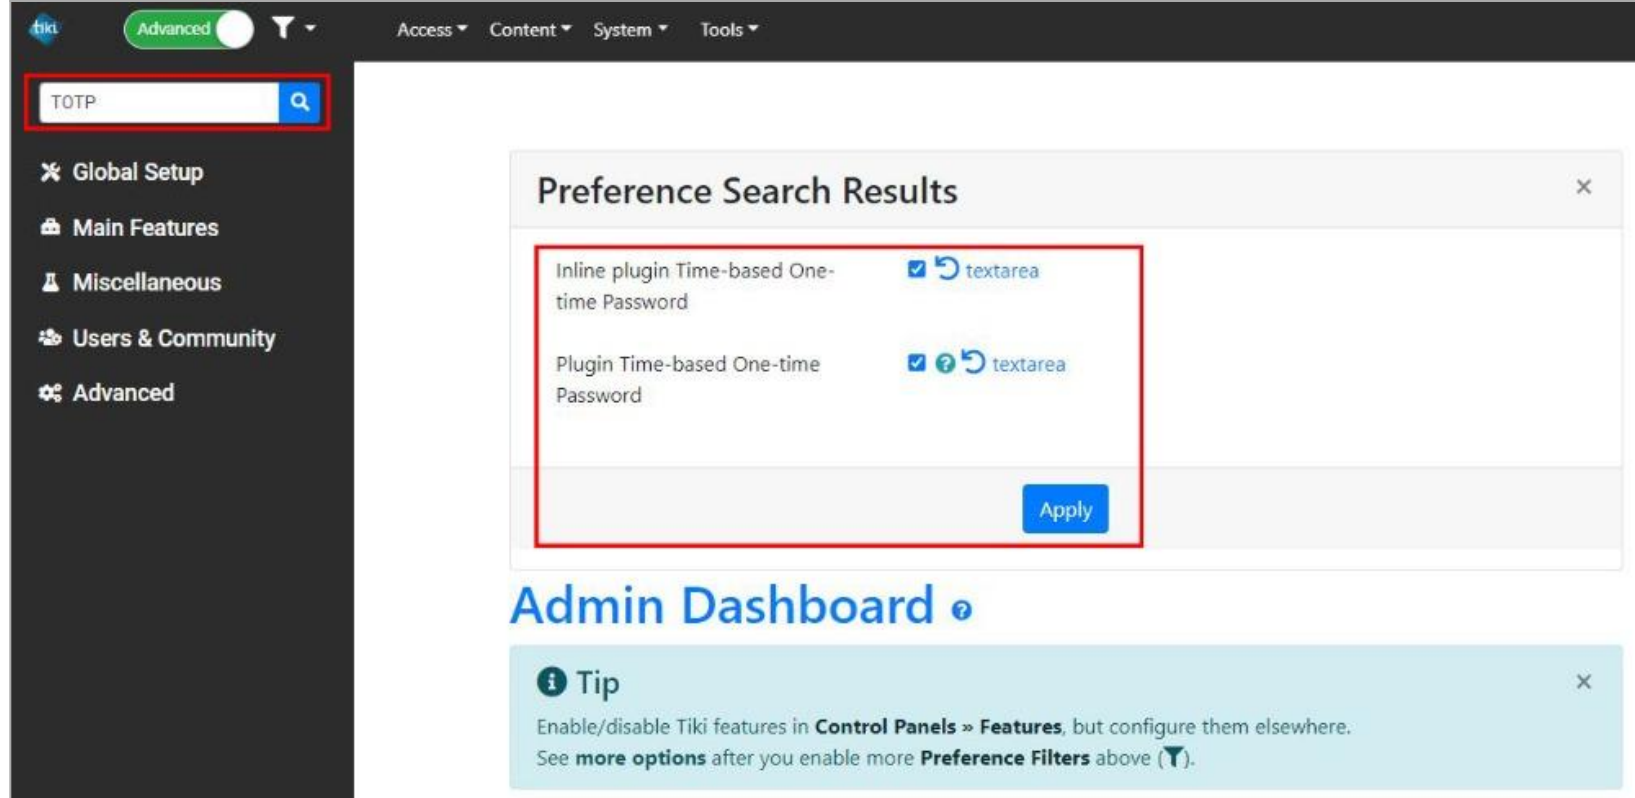 tiki
Advanced
Access
Content
System
Tools
TOTP
Global Setup
Main Features
Miscellaneous
Users & Community
Advanced
Preference Search Results
Inline plugin Time-based One-
time Password
textarea
Plugin Time-based One-time
Password
textarea
Apply
Admin Dashboard
Tip
Enable/disable Tiki features in Control Panels » Features, but configure them elsewhere.
See more options after you enable more Preference Filters above ( ).